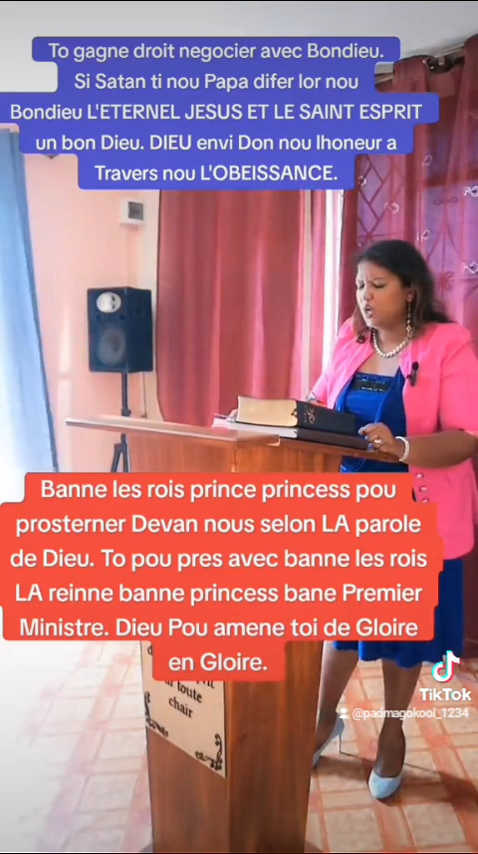 To gagne droit negocier avec Bondieu.
Si Satan ti nou Papa difer lor nou
Bondieu L'ETERNEL JESUS ET LE SAINT ESPRIT
un bon Dieu. DIEU envi Don nou lhoneur a
Travers nou L'OBEISSANCE.
Banne les rois prince princess pou
prosterner Devan nous selon LA parole
de Dieu. To pou pres avec banne les rois
LA reinne banne princess bane Premier
Ministre. Dieu Pou amene toi de Gloire
en Gloire.
toute
chair
TikTok
@padmagokool_1234